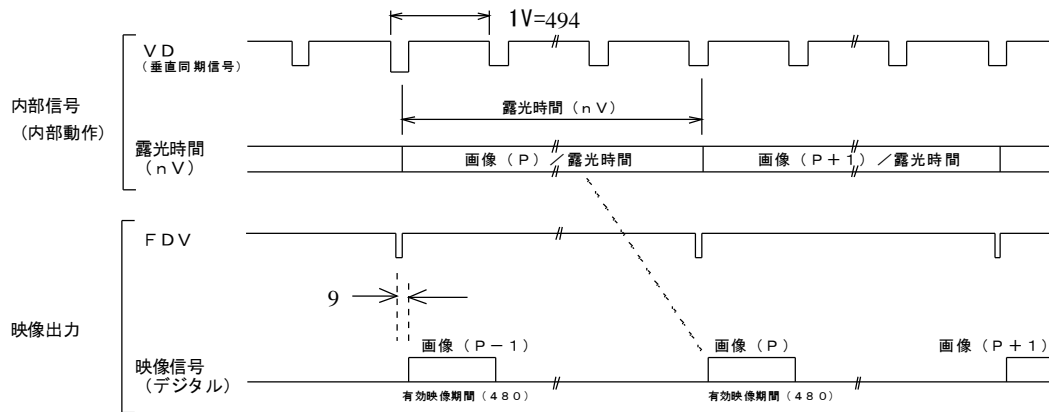 1V=494
VD
(垂直同期信号)
内部信号
(内部動作)
露光時間(nV)
露光時間
(nV)
画像(P)/露光時間
画像(P+1)/露光時間
FDV
9
映像出力
映像信号
(デジタル)
画像(P-1)
画像(P)
画像(P+1)
有効映像期間(480)
有効映像期間(480)